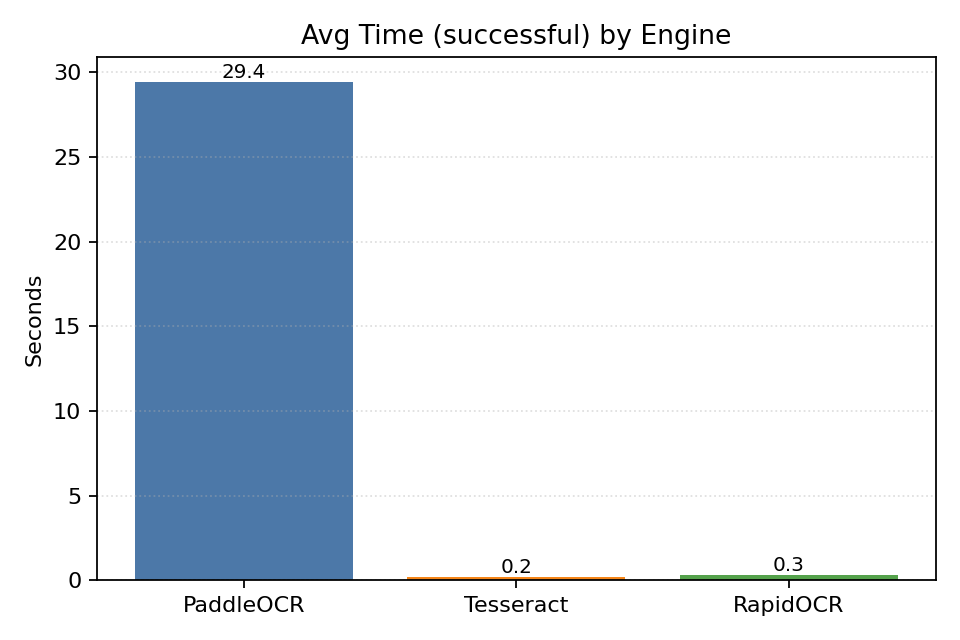 Avg Time (successful) by Engine
30
25
20
15
10
5
0
Seconds
29.4
0.2
0.3
PaddleOCR
Tesseract
RapidOCR